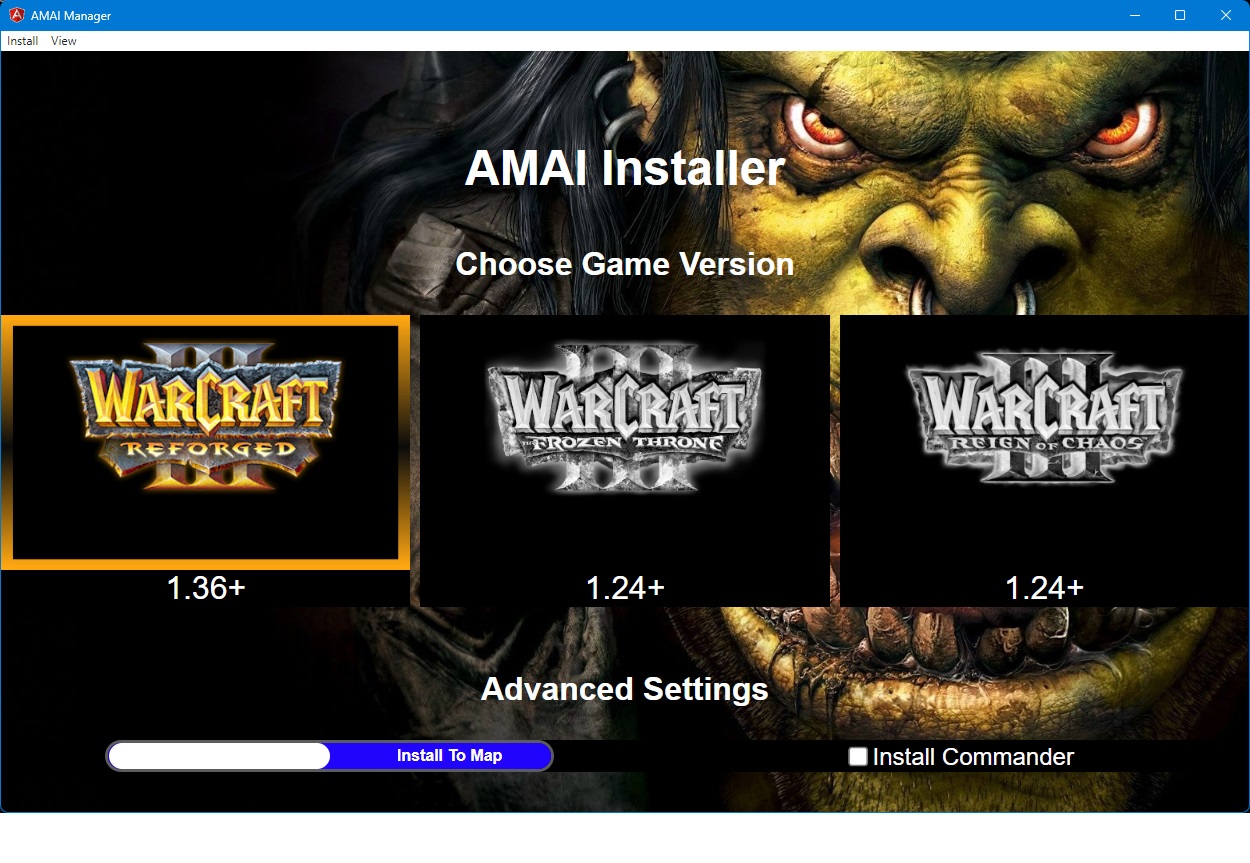 AMAI Manager
Install View
AMAI Installer
Choose Game Version
WARCRAFT
III
REFORGED
WARCRAFT
III
THE FROZEN THRONE
WARCRAFT
III
REIGN OF CHAOS
1.36+
1.24+
1.24+
Advanced Settings
Install To Map
Install Commander